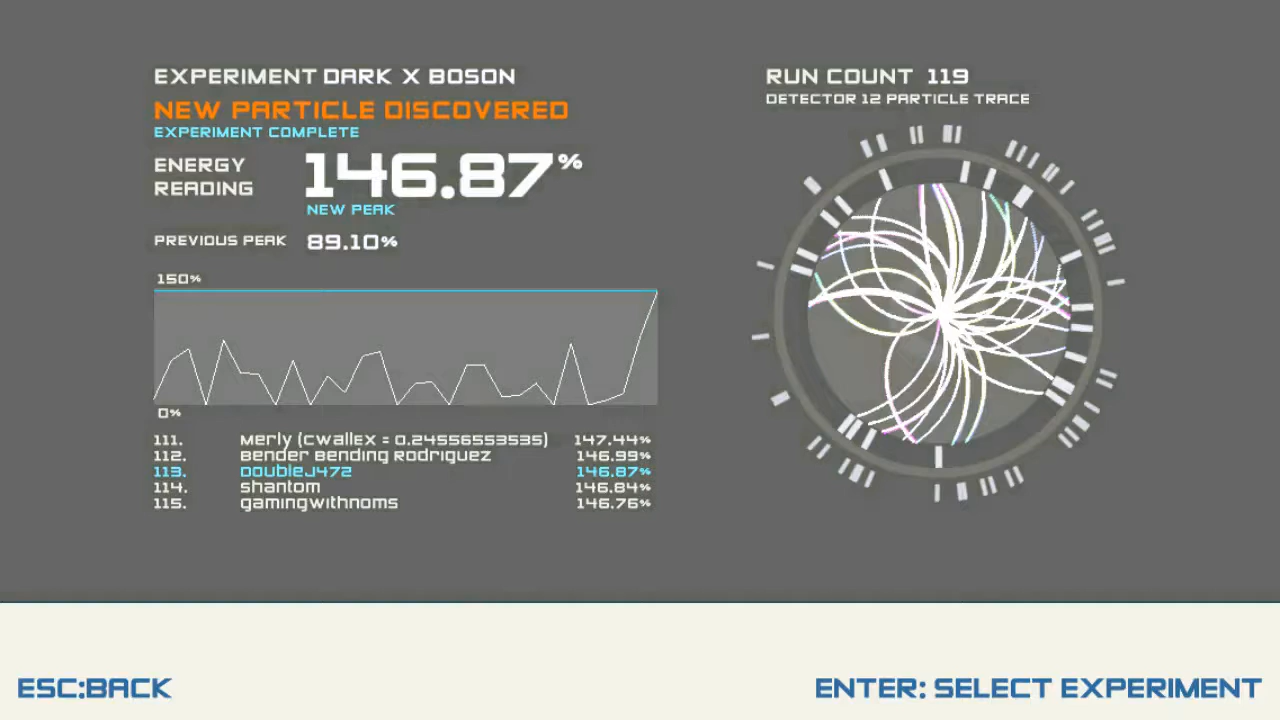 EXPERIMENT DARK X BOSON
NEW PARTICLE DISCOVERED
EXPERIMENT COMPLETE
ENERGY READING 146.87%
NEW PEAK
PREVIOUS PEAK 89.10%
150%
0%
111. Merly (CWallEX = 0.24556553535) 147.44%
112. Bender Bending Rodriguez 146.99%
113. DoubleJ472 146.87%
114. shantom 146.84%
115. gamingwithnoms 146.76%
RUN COUNT 119
DETECTOR 12 PARTICLE TRACE
ESC:BACK
ENTER: SELECT EXPERIMENT